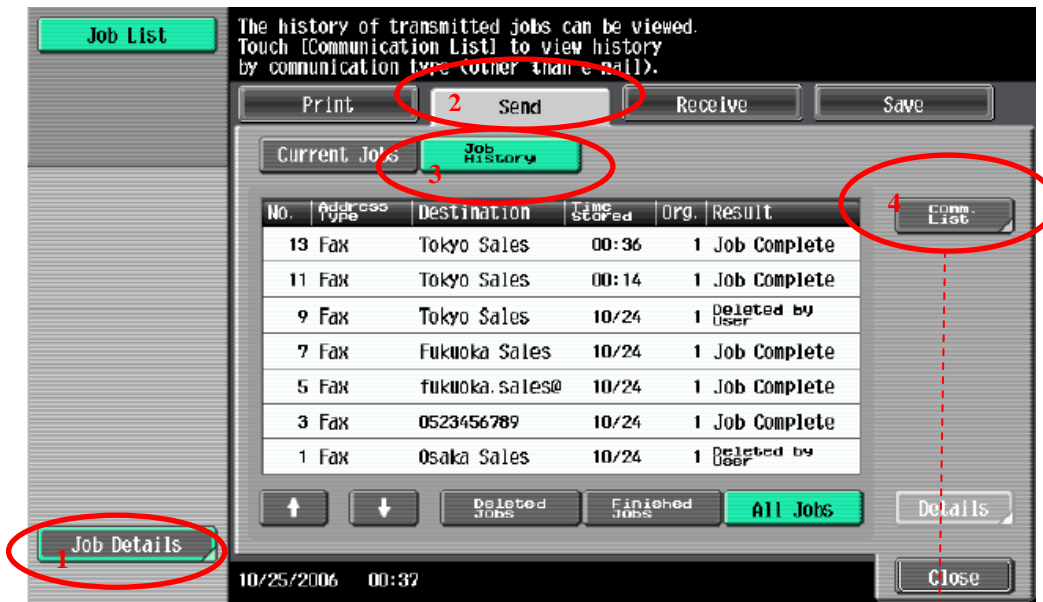 Job List
The history of transmitted jobs can be viewed.
Touch [Communication List] to view history
by communication type (other than e-mail).
Print
2
Send
Receive
Save
Current Jobs
Job History
3
4
Comm. List
No. Address Type Destination Time Stored Org. Result
13 Fax Tokyo Sales 00:36 1 Job Complete
11 Fax Tokyo Sales 00:14 1 Job Complete
9 Fax Tokyo Sales 10/24 1 Deleted by User
7 Fax Fukuoka Sales 10/24 1 Job Complete
5 Fax fukuoka.sales@ 10/24 1 Job Complete
3 Fax 0523456789 10/24 1 Job Complete
1 Fax Osaka Sales 10/24 1 Deleted by User
Deleted Jobs
Finished Jobs
All Jobs
Details
1
Job Details
10/25/2006 00:37
Close